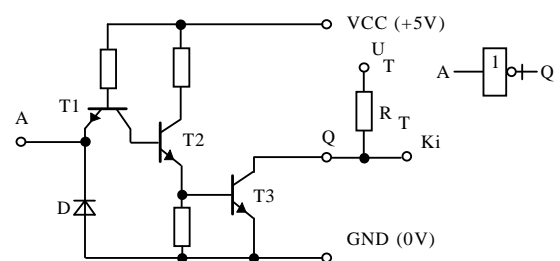 VCC (+5V)
U T
A 1 Q
R T
T1
A
T2
Q
Ki
D
T3
GND (0V)